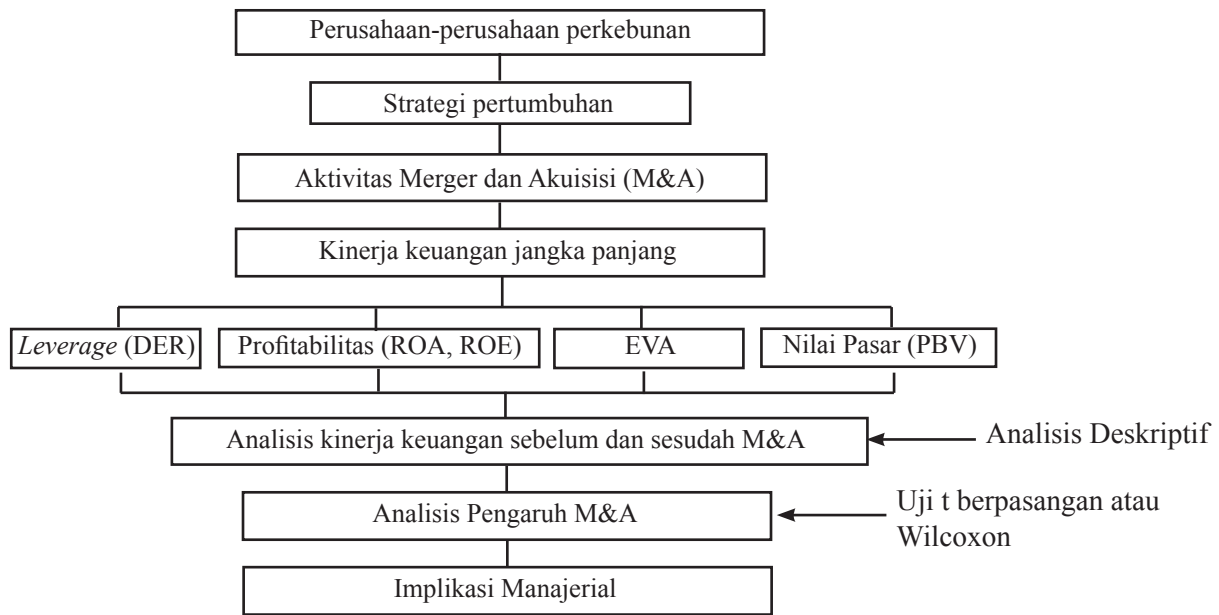 Perusahaan-perusahaan perkebunan
Strategi pertumbuhan
Aktivitas Merger dan Akuisisi (M&A)
Kinerja keuangan jangka panjang
Leverage (DER)
Profitabilitas (ROA, ROE)
EVA
Nilai Pasar (PBV)
Analisis kinerja keuangan sebelum dan sesudah M&A
Analisis Deskriptif
Analisis Pengaruh M&A
Uji t berpasangan atau
Wilcoxon
Implikasi Manajerial